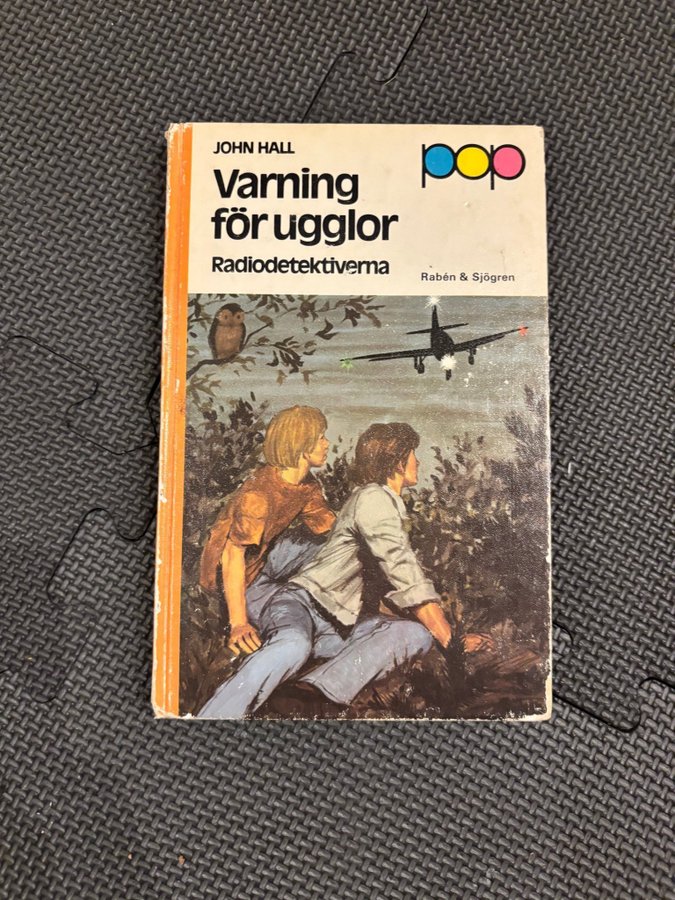 JOHN HALL
pop
Varning
för ugglor
Radiodetektiverna
Rabén & Sjögren